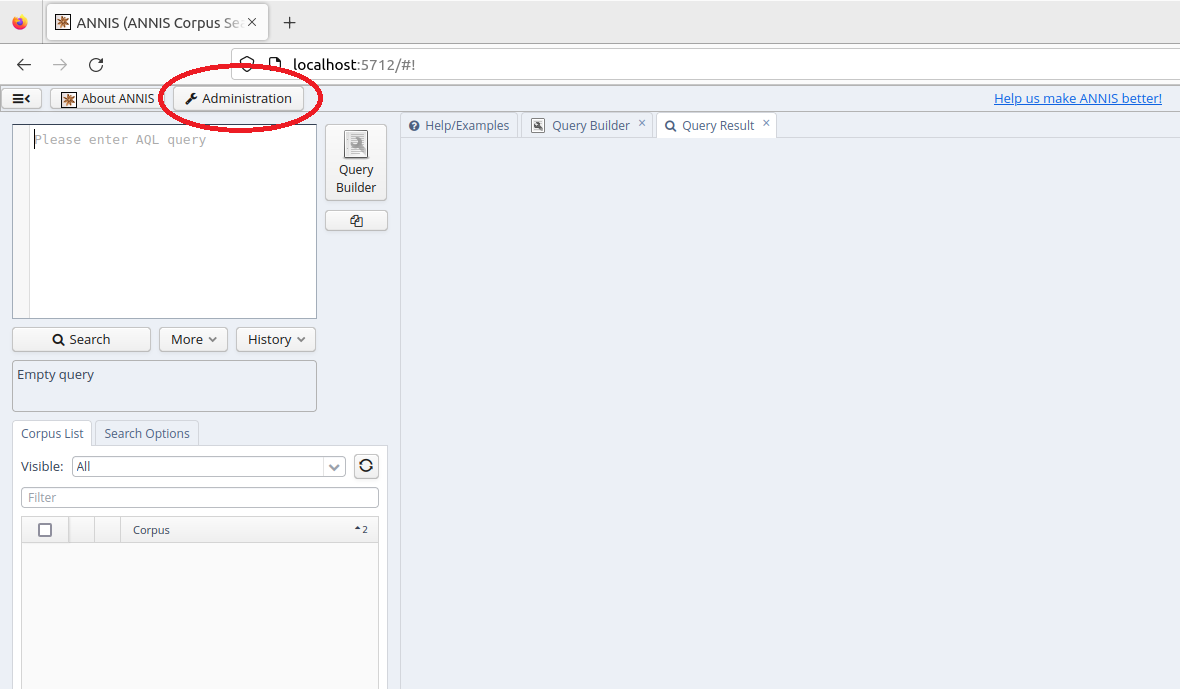 ANNIS (ANNIS Corpus Se
localhost:5712/#!
About ANNIS
Administration
Help us make ANNIS better!
Please enter AQL query
Query
Builder
Help/Examples
Query Builder
Query Result
Search
More
History
Empty query
Corpus List
Search Options
Visible:
All
Filter
Corpus
2